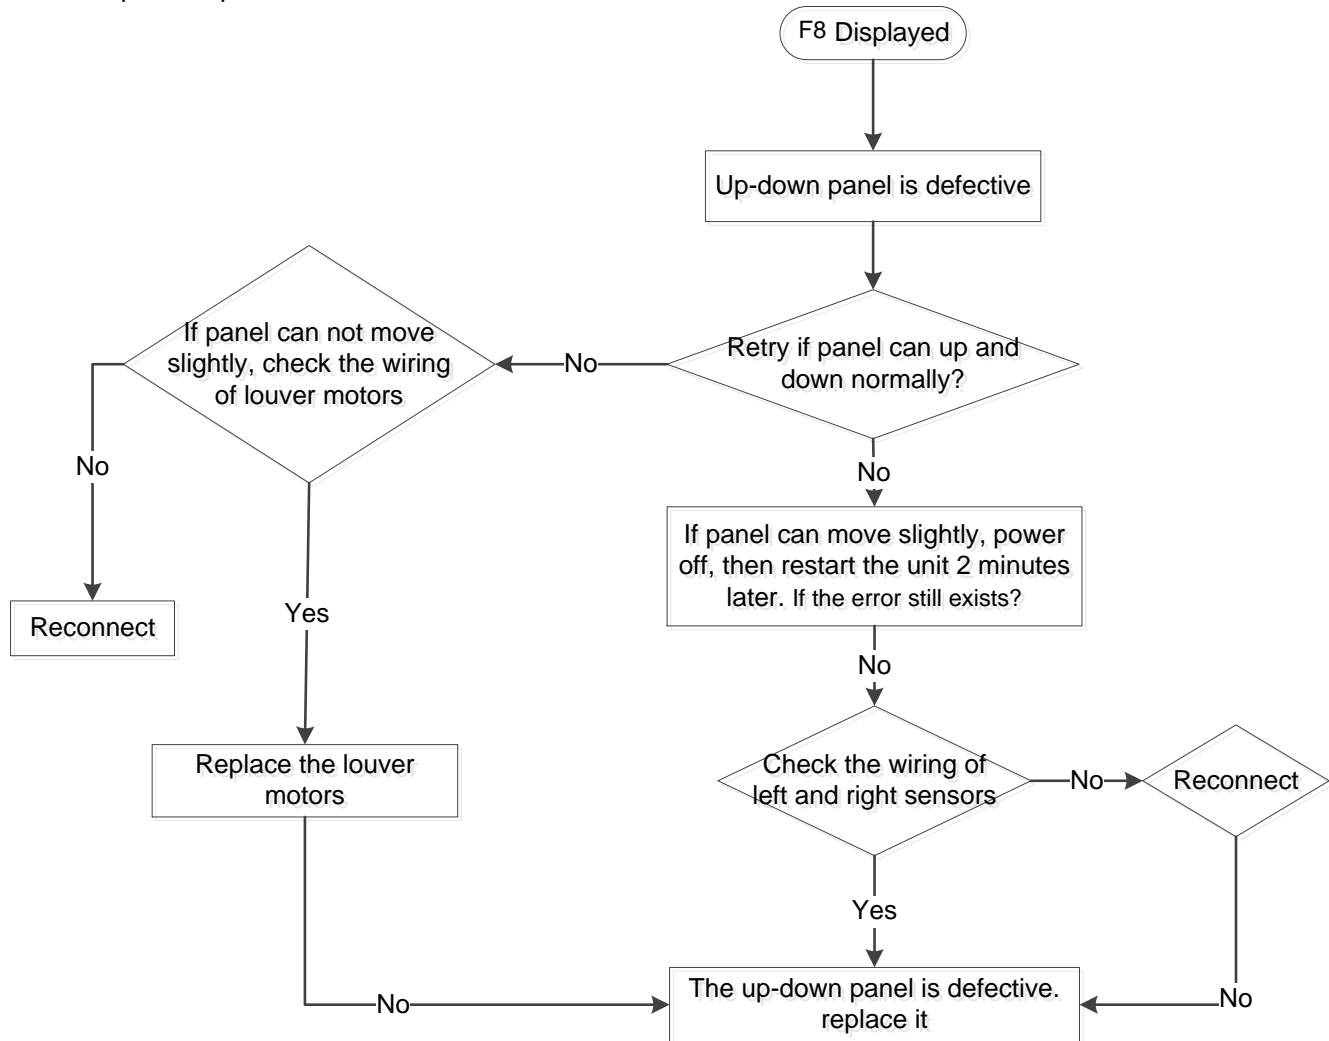 F8 Displayed
Up-down panel is defective
If panel can not move
slightly, check the wiring
of louver motors
No
Retry if panel can up and
down normally?
No
No
If panel can move slightly, power
off, then restart the unit 2 minutes
later. If the error still exists?
Yes
Reconnect
No
Replace the louver
motors
Check the wiring of
left and right sensors
No
Reconnect
Yes
No
The up-down panel is defective.
replace it
No